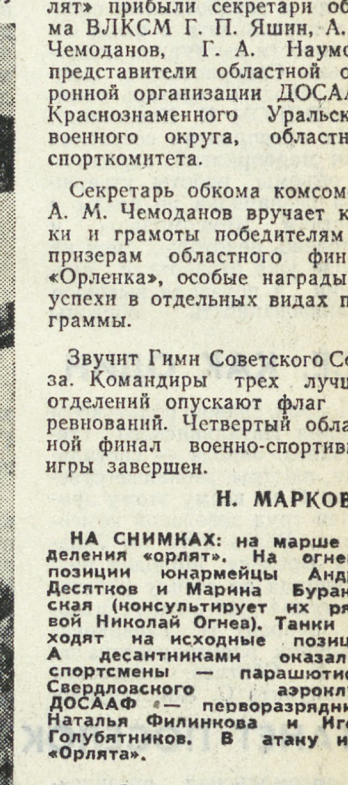 лят» прибыли секретари об
ма ВЛКСМ Г. П. Яшин, А.
Чемоданов, Г. А. Наумо
представители областной о
ронной организации ДОСАА
Краснознаменного Уральск
военного округа, областн
спорткомитета.
Секретарь обкома комсом
А. М. Чемоданов вручает к
ки и грамоты победителям
призерам областного фин
«Орленка», особые награды
успехи в отдельных видах п
граммы.
Звучит Гимн Советского Со
за. Командиры трех лучш
отделений опускают флаг
ревнований. Четвертый обла
ной финал военно-спортивн
игры завершен.
Н. МАРКОВ
НА СНИМКАХ: на марше
деления «орлят». На огне
позиции юнармейцы Анд
Десятков и Марина Буран
ская (консультирует их ря
вой Николай Огнев). Танки
ходят на исходные позиц
А десантниками оказал
спортсмены — парашютис
Свердловского аэрокл
ДОСААФ — перворазрядни
Наталья Филинкова и Иго
Голубятников. В атаку и
«Орлята».